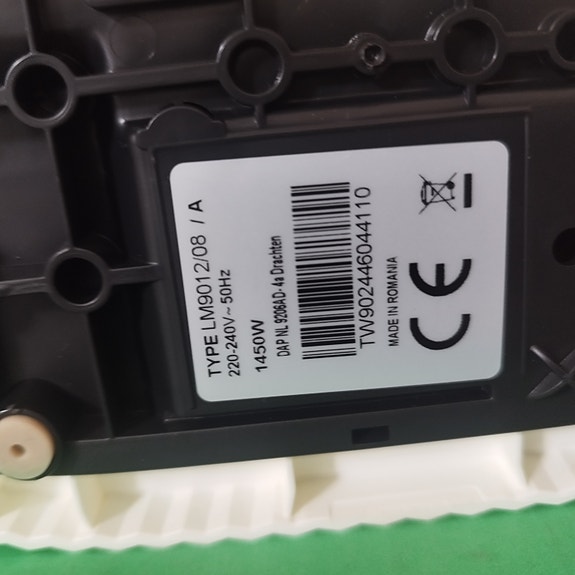 TYPE LM9012/08 / A
220-240V~ 50Hz
1450W
DAP NL 9206AD- 4a Drachten
TW902446044110
MADE IN ROMANIA
CE